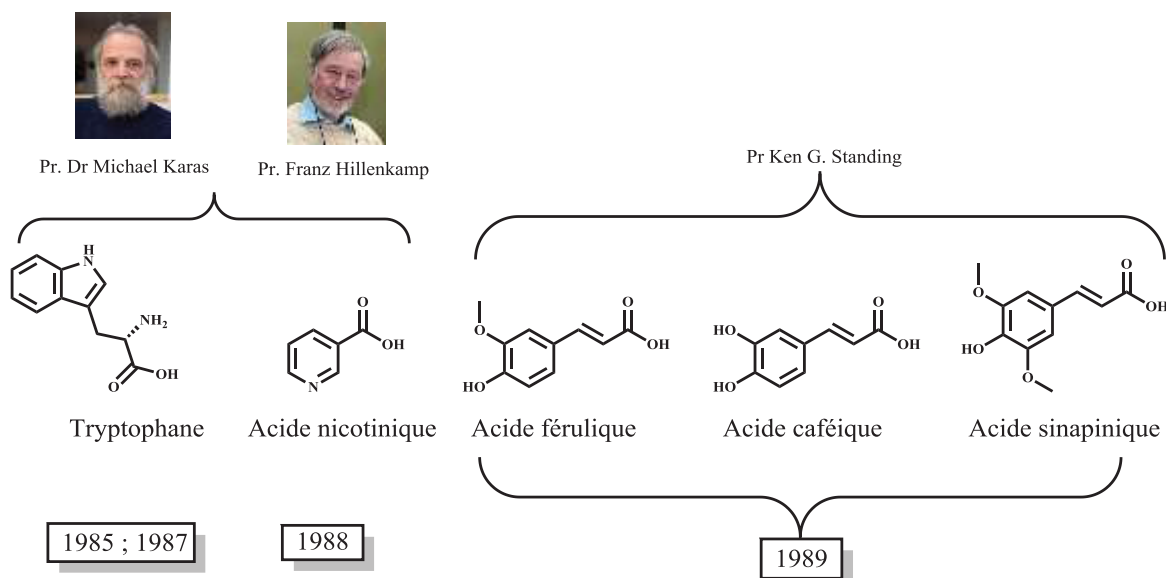 Pr. Dr Michael Karas
Pr. Franz Hillenkamp
Pr Ken G. Standing
H
N
NH2
O
OH
O
OH
N
O
HO
O
OH
HO
HO
O
OH
O
HO
O
O
OH
Tryptophane
Acide nicotinique
Acide férulique
Acide caféique
Acide sinapinique
1985 ; 1987
1988
1989